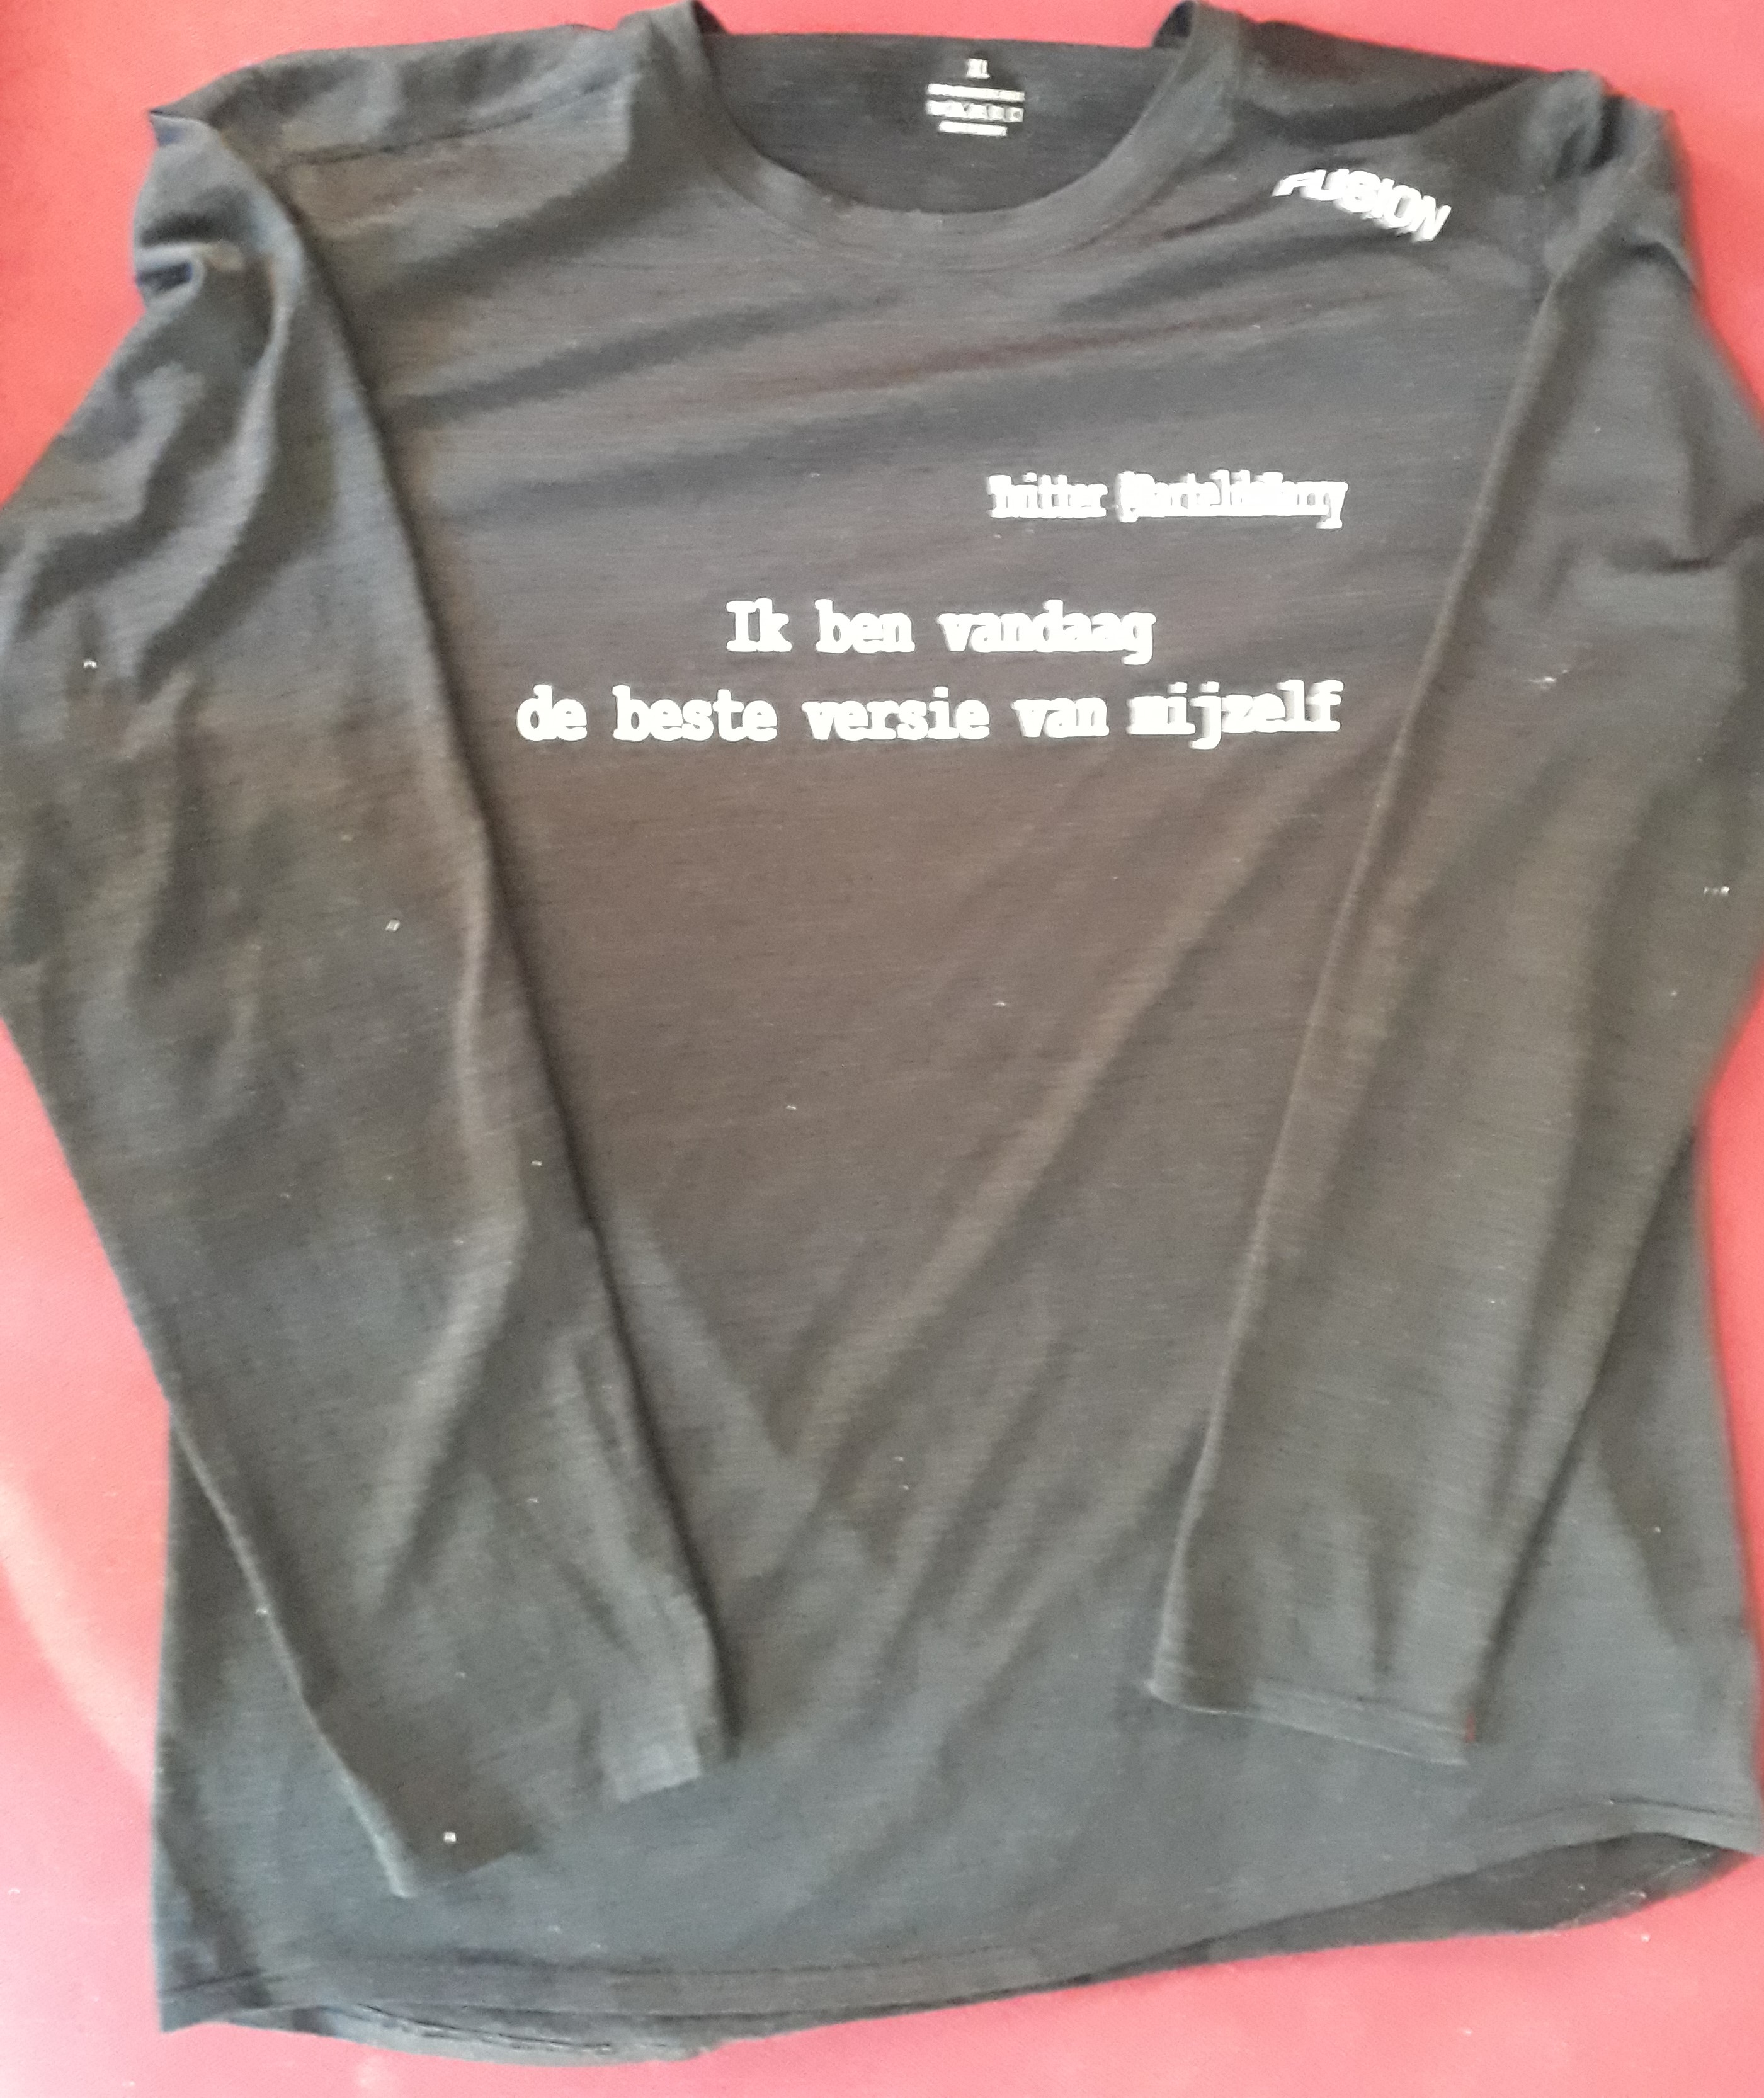 XL
FUSION
Twitter
Ik ben vandaag
de beste versie van mijzelf